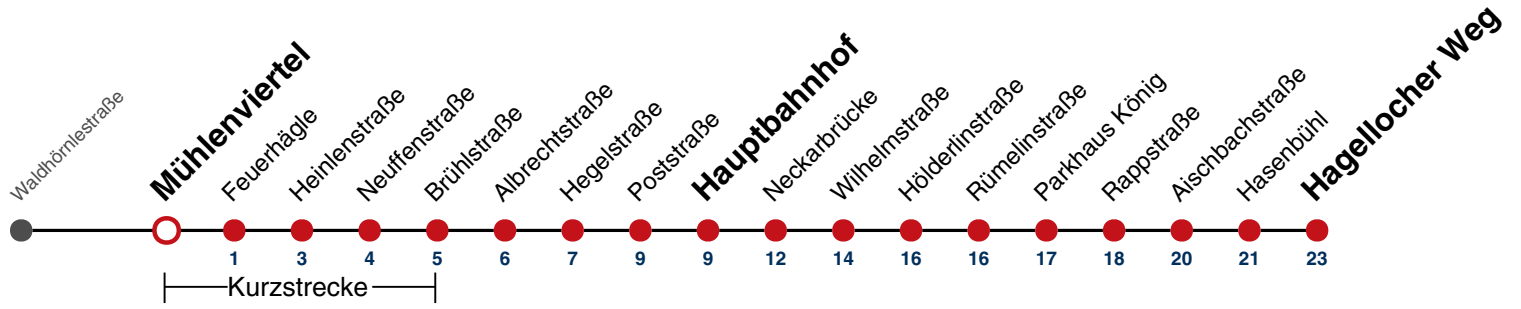 Waldhörnlestraße
Mühlenviertel
Feuerhägle
Heinlenstraße
Neuffenstraße
Brühlstraße
Albrechtstraße
Hegelstraße
Poststraße
Hauptbahnhof
Neckarbrücke
Wilhelmstraße
Hölderlinstraße
Rümelinstraße
Parkhaus König
Rappstraße
Aischbachstraße
Hasenbühl
Hagellocher Weg
1 3 4 5 6 7 9 9 12 14 16 16 17 18 20 21 23
Kurzstrecke